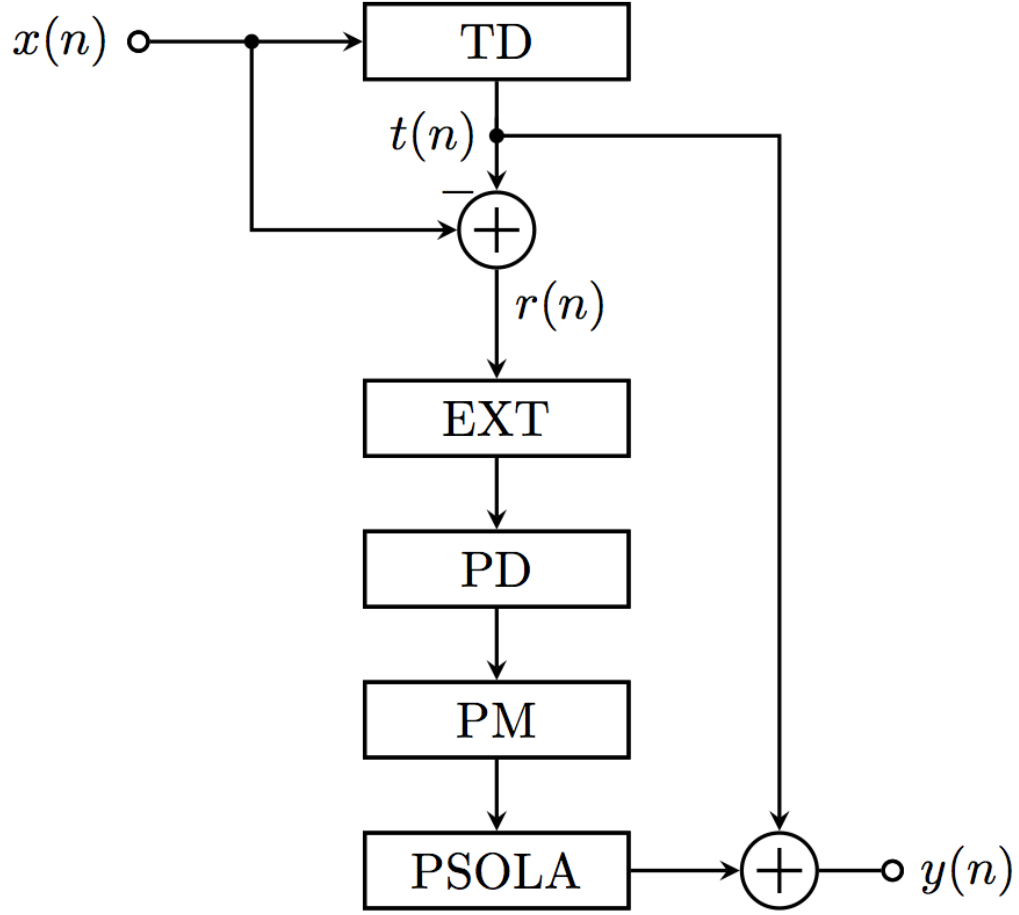 x(n)
TD
t(n)
−
+
r(n)
EXT
PD
PM
PSOLA
+
y(n)